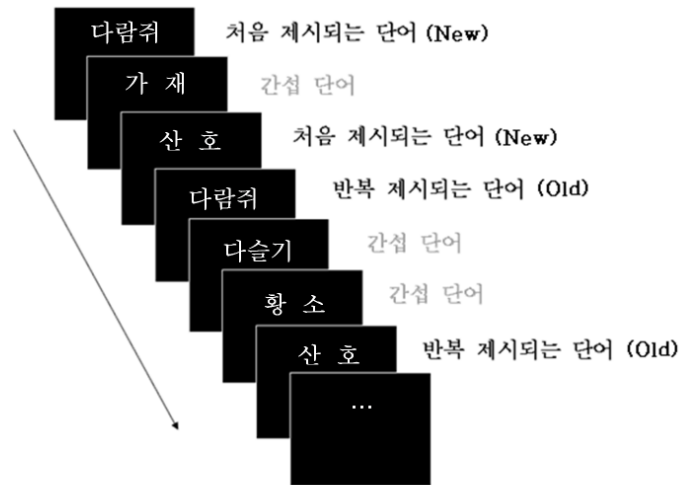 다람쥐 처음 제시되는 단어 (New)
가 재 간섭 단어
산 호 처음 제시되는 단어 (New)
다람쥐 반복 제시되는 단어 (Old)
다슬기 간섭 단어
황 소 간섭 단어
산 호 반복 제시되는 단어 (Old)
...